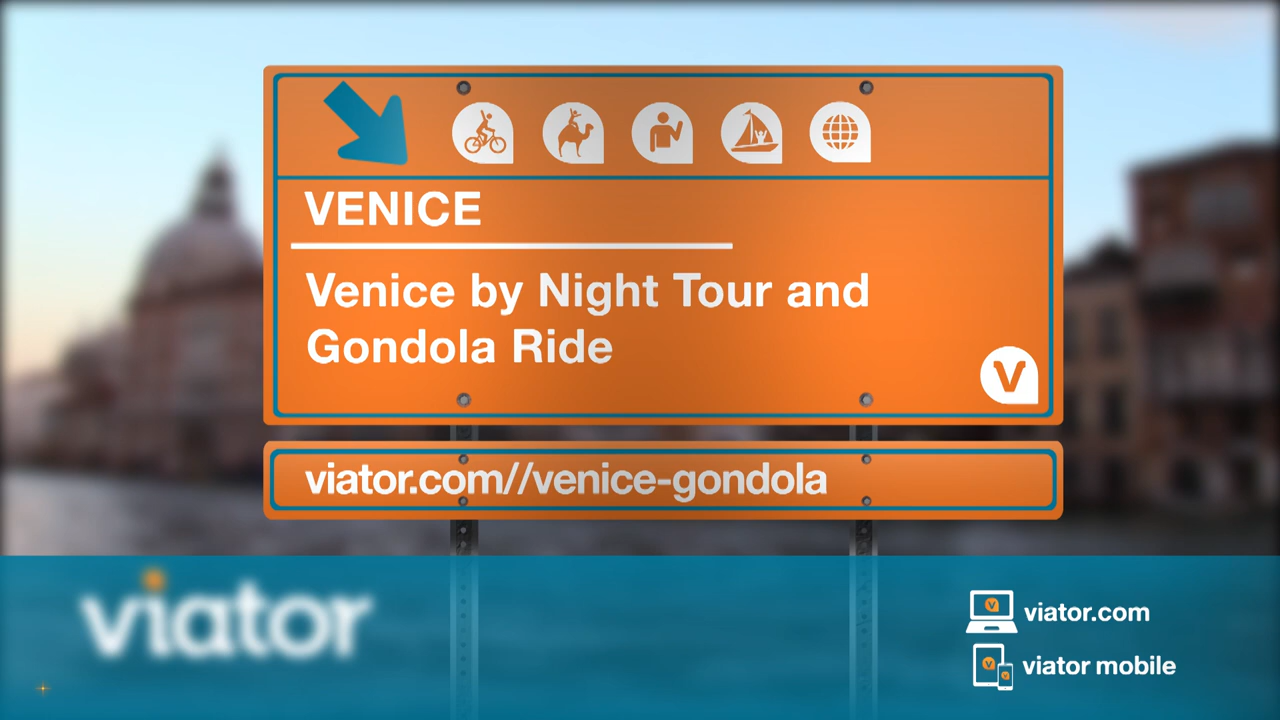 VENICE
Venice by Night Tour and
Gondola Ride
V
viator.com//venice-gondola
viator
viator.com
viator mobile